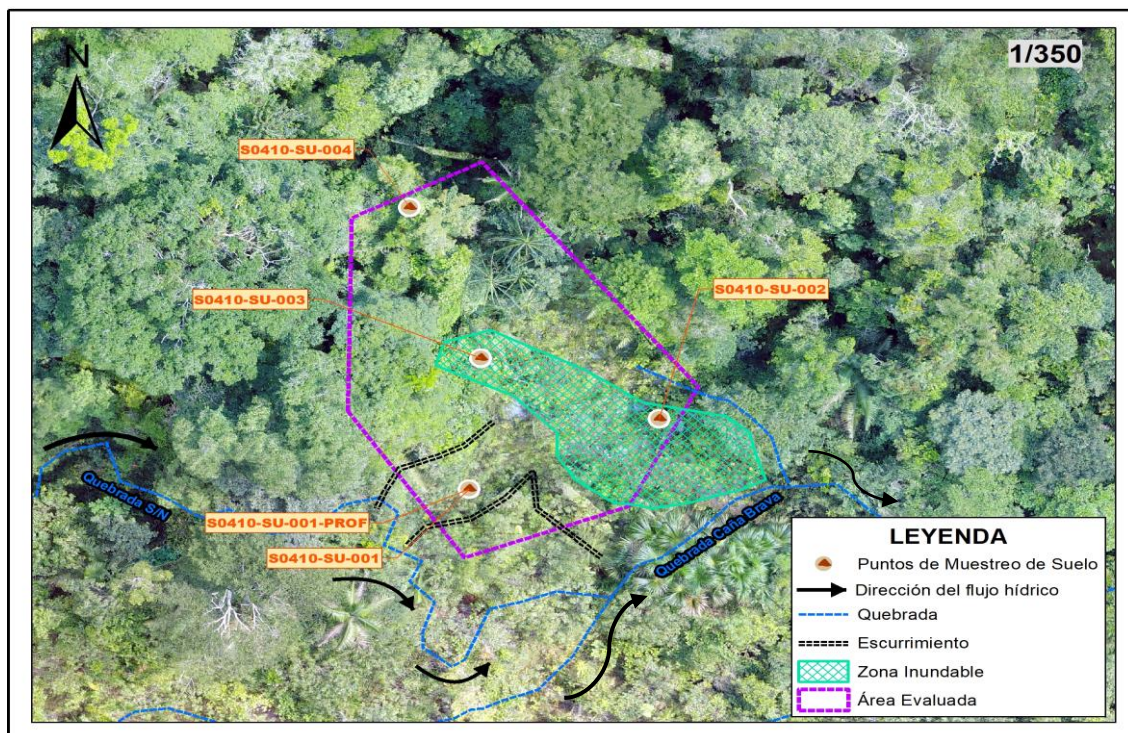 N
1/350
S0410-SU-004
S0410-SU-003
S0410-SU-002
Quebrada S/N
S0410-SU-001-PROF
S0410-SU-001
Quebrada Caña Brava
LEYENDA
Puntos de Muestreo de Suelo
Dirección del flujo hídrico
Quebrada
Escurrimiento
Zona Inundable
Área Evaluada